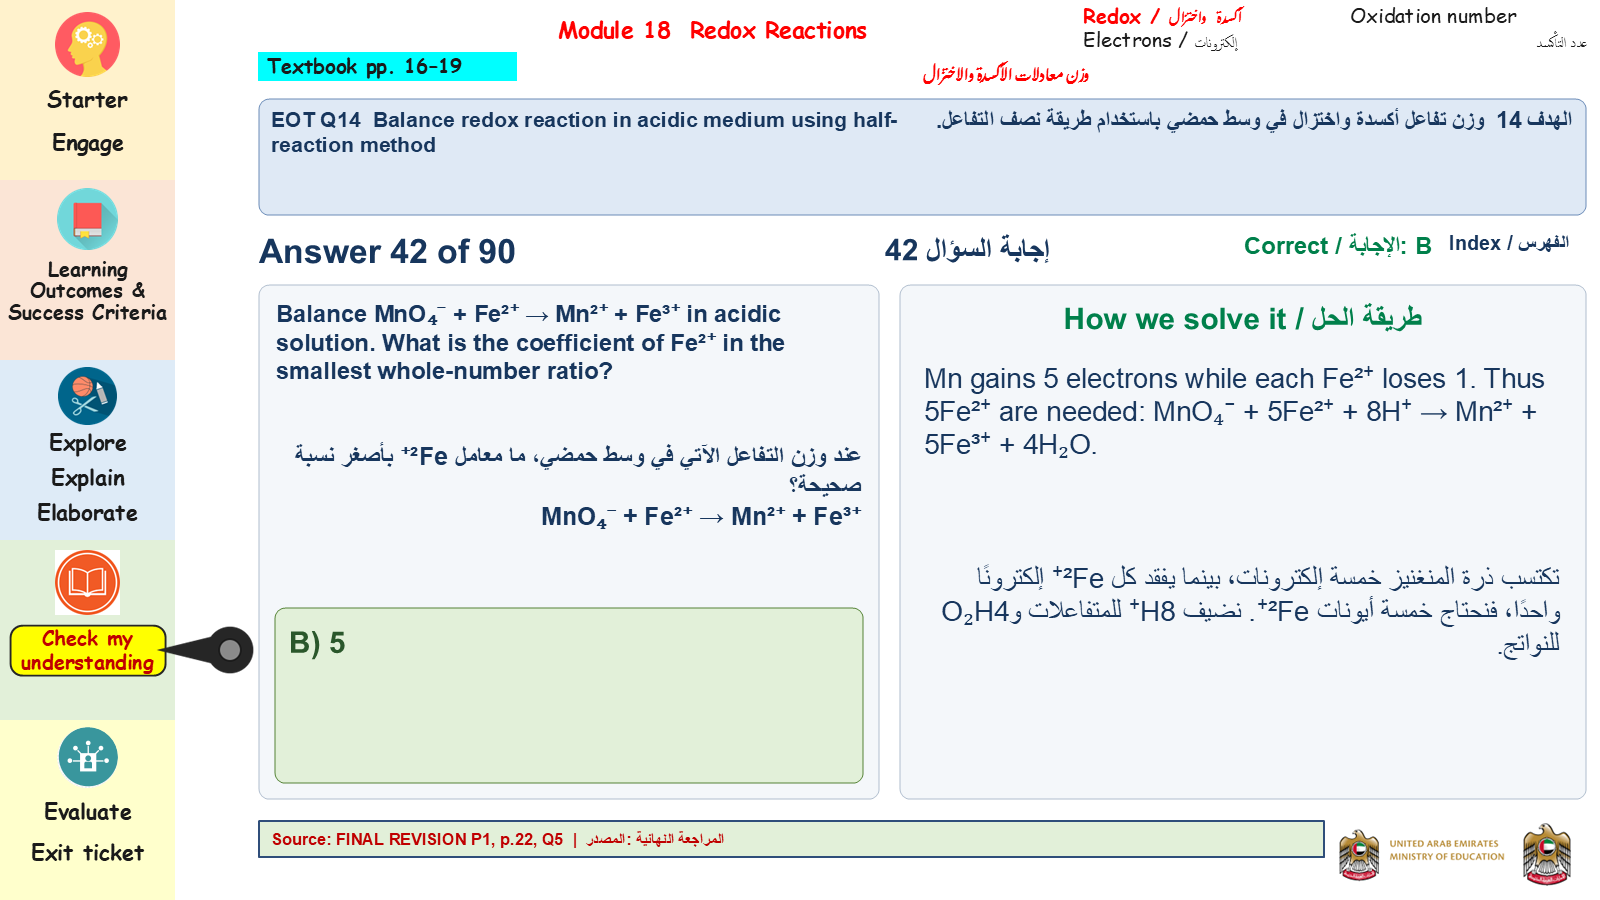 Starter
Engage
Learning
Outcomes &
Success Criteria
Explore
Explain
Elaborate
Check my
understanding
Evaluate
Exit ticket
Module 18 Redox Reactions
Redox / أكسدة واختزال
Electrons / إلكترونات
Oxidation number
عدد التأكسد
Textbook pp. 16-19
وزن معادلات الأكسدة والاختزال
EOT Q14 Balance redox reaction in acidic medium using half-
reaction method
الهدف 14 وزن تفاعل أكسدة واختزال في وسط حمضي باستخدام طريقة نصف التفاعل.
Answer 42 of 90
إجابة السؤال 42
Correct / الإجابة: B
Index / الفهرس
Balance MnO₄⁻ + Fe²⁺ → Mn²⁺ + Fe³⁺ in acidic
solution. What is the coefficient of Fe²⁺ in the
smallest whole-number ratio?
عند وزن التفاعل الآتي في وسط حمضي، ما معامل Fe²⁺ بأصغر نسبة
صحيحة؟
MnO₄⁻ + Fe²⁺ → Mn²⁺ + Fe³⁺
B) 5
How we solve it / طريقة الحل
Mn gains 5 electrons while each Fe²⁺ loses 1. Thus
5Fe²⁺ are needed: MnO₄⁻ + 5Fe²⁺ + 8H⁺ → Mn²⁺ +
5Fe³⁺ + 4H₂O.
تكتسب ذرة المنغنيز خمسة إلكترونات، بينما يفقد كل Fe²⁺ إلكترونًا
واحدًا، فنحتاج خمسة أيونات Fe²⁺. نضيف 8H⁺ للمتفاعلات و4H₂O
للنواتج.
Source: FINAL REVISION P1, p.22, Q5 | المصدر: المراجعة النهائية
UNITED ARAB EMIRATES
MINISTRY OF EDUCATION